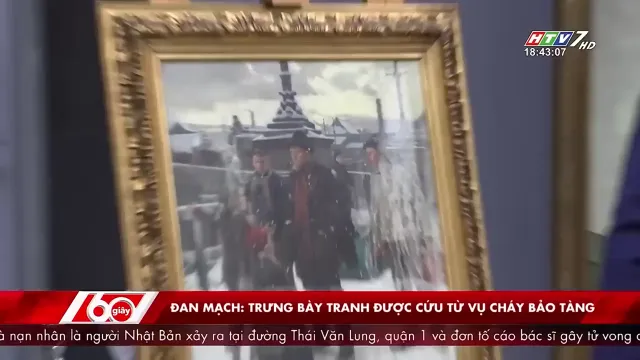 HTV7 HD
18:43:07
60 giây
ĐAN MẠCH: TRƯNG BÀY TRANH ĐƯỢC CỨU TỪ VỤ CHÁY BẢO TÀNG
à nạn nhân là người Nhật Bản xảy ra tại đường Thái Văn Lung, quận 1 và đơn tố cáo bác sĩ gây tử vong